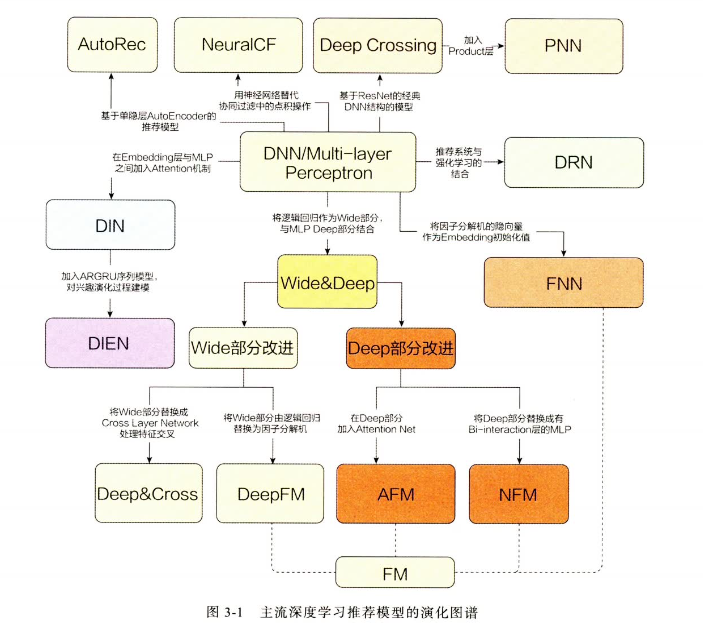 AutoRec
NeuralCF
Deep Crossing
加入
Product层
PNN
基于单隐层AutoEncoder的
推荐模型
用神经网络替代
协同过滤中的点积操作
基于ResNet的经典
DNN结构的模型
DNN/Multi-layer
Perceptron
推荐系统与
强化学习的
结合
DRN
在Embedding层与MLP
之间加入Attention机制
DIN
将逻辑回归作为Wide部分,
与MLP Deep部分结合
将因子分解机的隐向量
作为Embedding初始化值
加入ARGRU序列模型,
对兴趣演化过程建模
Wide&Deep
FNN
DIEN
Wide部分改进
Deep部分改进
将Wide部分替换成
Cross Layer Network
处理特征交叉
将Wide部分由逻辑回归
替换为因子分解机
在Deep部分
加入Attention Net
将Deep部分替换成有
Bi-interaction层的MLP
Deep&Cross
DeepFM
AFM
NFM
FM
图 3-1 主流深度学习推荐模型的演化图谱